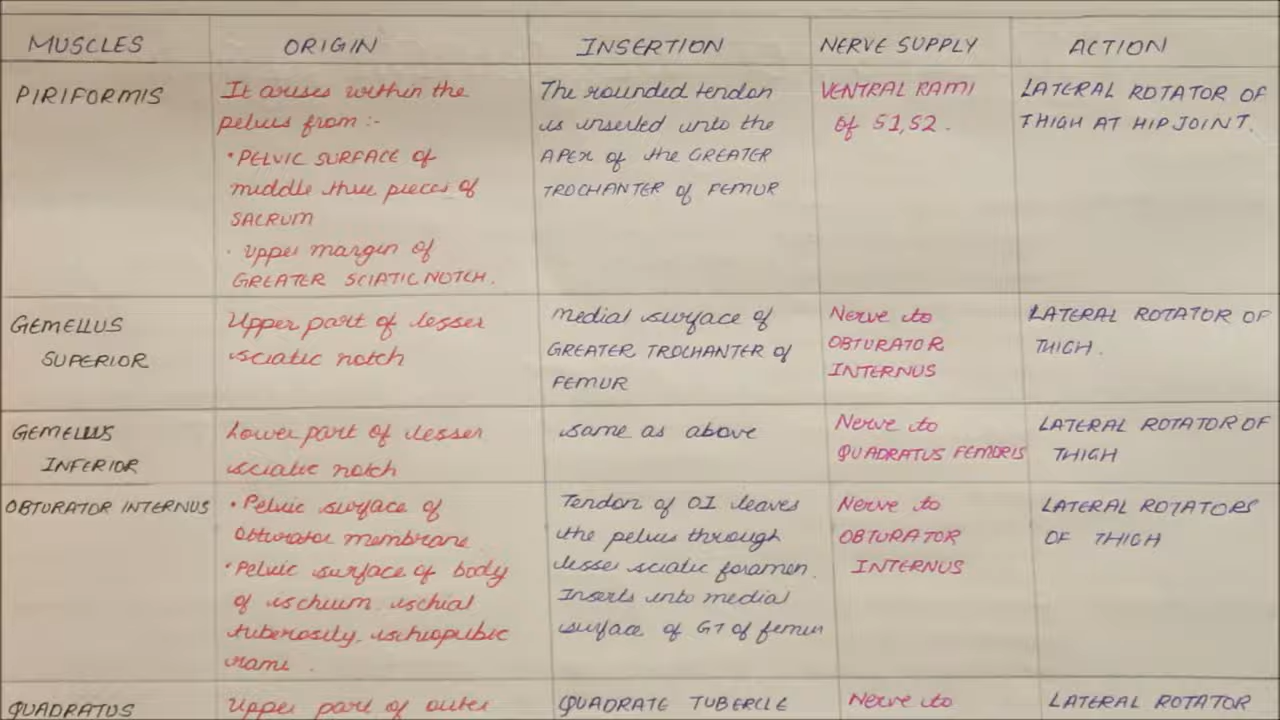 MUSCLES
ORIGIN
INSERTION
NERVE SUPPLY
ACTION
PIRIFORMIS
It arises within the
pelvis from :-
• PELVIC SURFACE of
middle three pieces of
SACRUM
• Upper margin of
GREATER SCIATIC NOTCH.
The rounded tendon
is inserted into the
APEX of the GREATER
TROCHANTER of FEMUR
VENTRAL RAMI
Of S1,S2.
LATERAL ROTATOR OF
THIGH AT HIP JOINT.
GEMELLUS
SUPERIOR
Upper part of lesser
sciatic notch
medial surface of
GREATER TROCHANTER of
FEMUR
Nerve to
OBTURATOR
INTERNUS
LATERAL ROTATOR OF
THIGH.
GEMELLUS
INFERIOR
Lower part of lesser
sciatic notch
same as above
Nerve to
QUADRATUS FEMORIS
LATERAL ROTATOR OF
THIGH
OBTURATOR INTERNUS
• Pelvic surface of
Obturator membrane
• Pelvic surface of body
of ischium, ischial
tuberosity, ischiopubic
rami.
Tendon of OI leaves
the pelvis through
lesser sciatic foramen.
Inserts into medial
surface of GT of femur
Nerve to
OBTURATOR
INTERNUS
LATERAL ROTATORS
OF THIGH
QUADRATUS
Upper part of outer
QUADRATE TUBERCLE
Nerve to
LATERAL ROTATOR